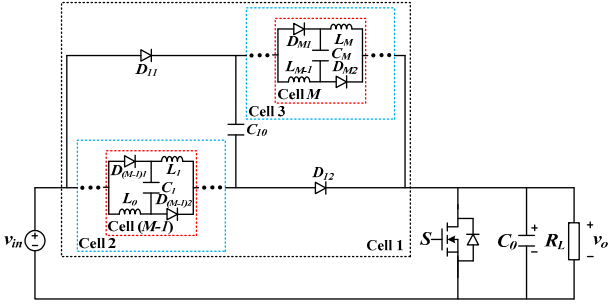 D11
DM1
LM
CM
LM-1
DM2
Cell M
Cell 3
C10
D(M-1)1
L1
C1
L0
D(M-1)2
Cell (M-1)
Cell 2
D12
Cell 1
vin
+
−
S
C0
+
−
RL
+
vo
−